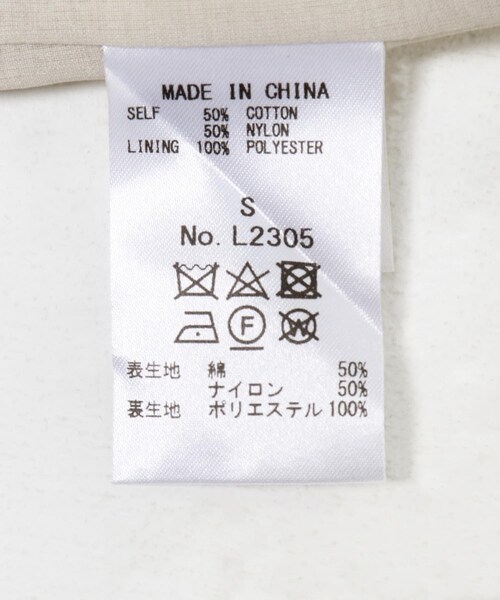 MADE IN CHINA
SELF 50% COTTON
50% NYLON
LINING 100% POLYESTER
S
No. L2305
F
W
表生地 綿 50%
ナイロン 50%
裏生地 ポリエステル 100%